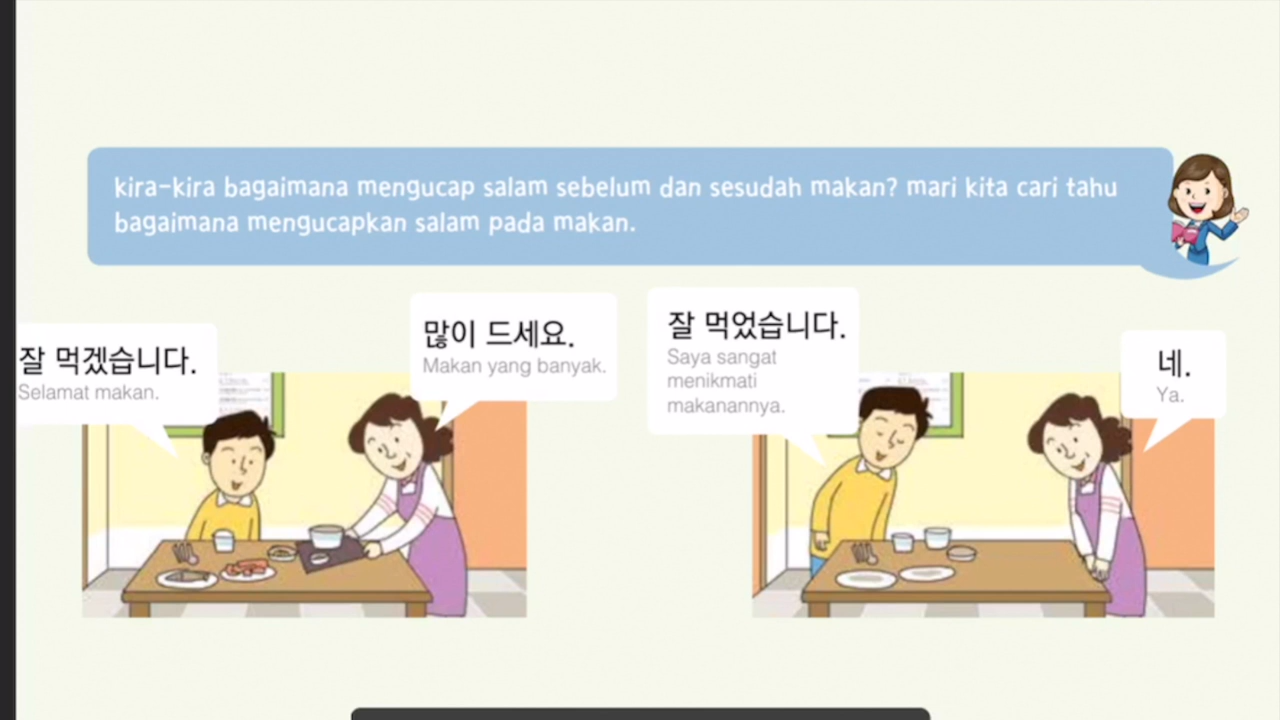 kira-kira bagaimana mengucap salam sebelum dan sesudah makan? mari kita cari tahu
bagaimana mengucapkan salam pada makan.
잘 먹겠습니다.
Selamat makan.
많이 드세요.
Makan yang banyak.
잘 먹었습니다.
Saya sangat
menikmati
makanannya.
네.
Ya.